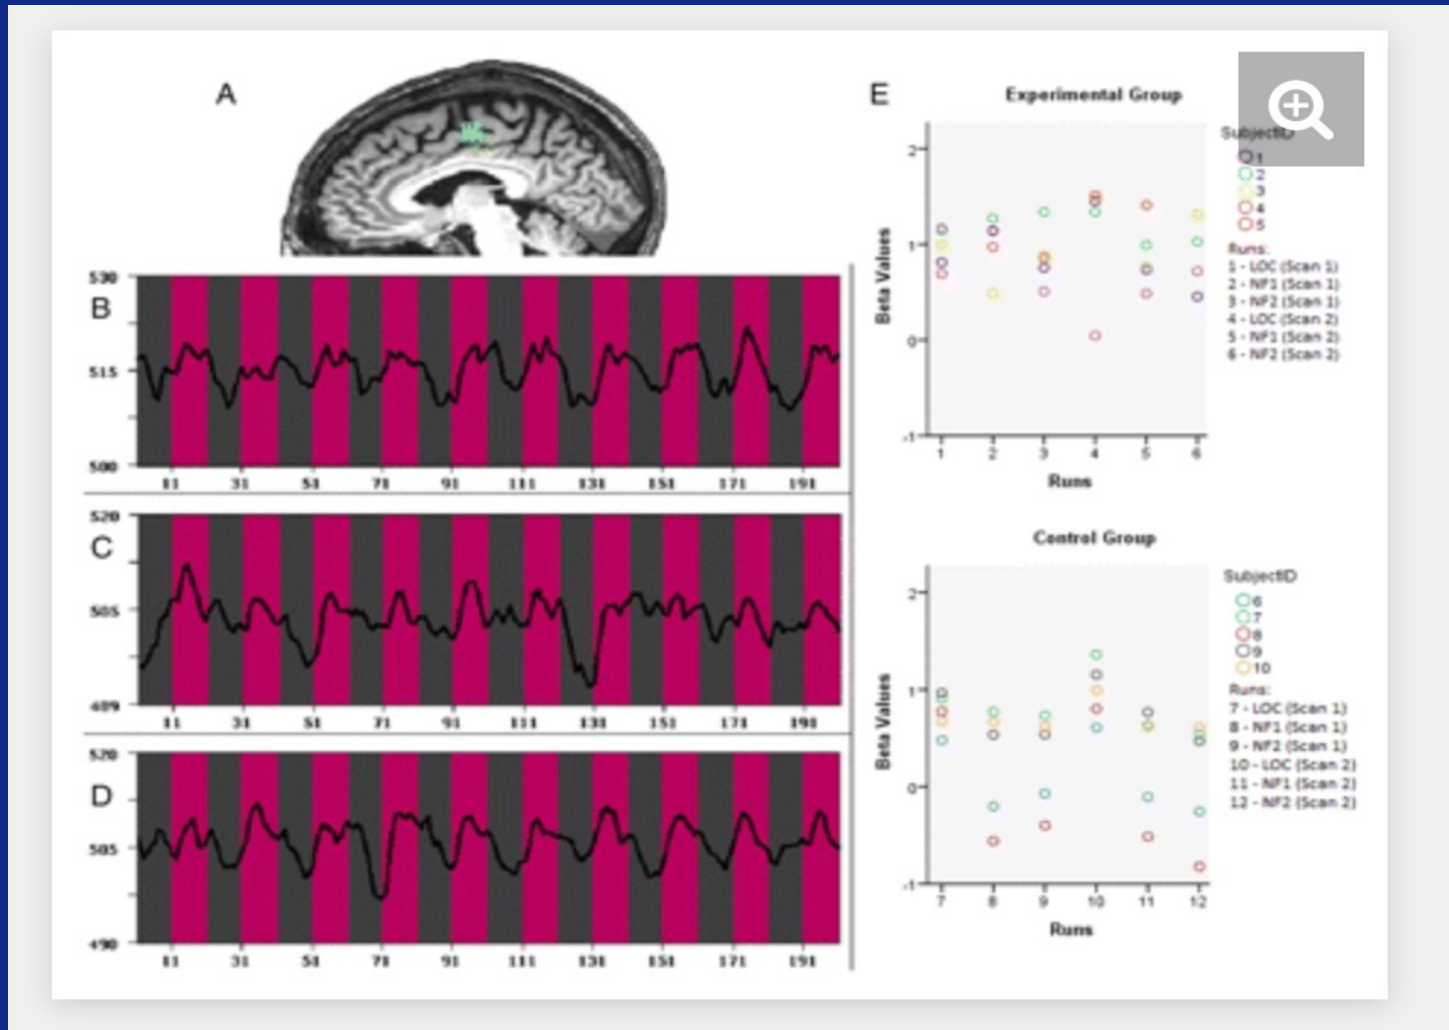 A
B
530
515
500
11 31 51 71 91 111 131 151 171 191
C
520
505
489
11 31 51 71 91 111 131 151 171 191
D
520
505
490
11 31 51 71 91 111 131 151 171 191
E
Experimental Group
SubjectID
1
2
3
4
5
Runs:
1 - LOC (Scan 1)
2 - NF1 (Scan 1)
3 - NF2 (Scan 1)
4 - LOC (Scan 2)
5 - NF1 (Scan 2)
6 - NF2 (Scan 2)
Beta Values
2
1
0
-1
1 2 3 4 5 6
Runs
Control Group
SubjectID
6
7
8
9
10
Runs:
7 - LOC (Scan 1)
8 - NF1 (Scan 1)
9 - NF2 (Scan 1)
10 - LOC (Scan 2)
11 - NF1 (Scan 2)
12 - NF2 (Scan 2)
Beta Values
2
1
0
-1
7 8 9 10 11 12
Runs